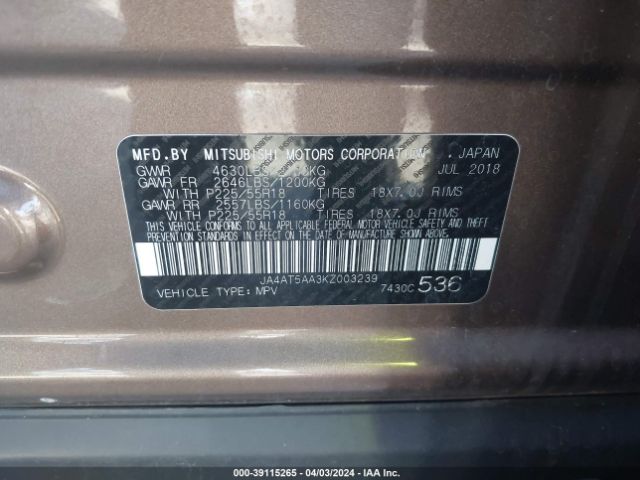 MFD.BY MITSUBISHI MOTORS CORPORATION, JAPAN
GVWR 4630LBS JUL 2018
GAWR FR 2646LBS/1200KG
WITH P225/55R18 TIRES 18X7.0J RIMS
GAWR RR 2557LBS/1160KG
WITH P225/55R18 TIRES 18X7.0J RIMS
THIS VEHICLE CONFORMS TO ALL APPLICABLE FEDERAL MOTOR VEHICLE SAFETY AND THEFT
PREVENTION STANDARDS IN EFFECT ON THE DATE OF MANUFACTURE SHOWN ABOVE.
JA4AT5AA3KZ003239
VEHICLE TYPE: MPV 7430C 536
000-39115265 - 04/03/2024 - IAA Inc.